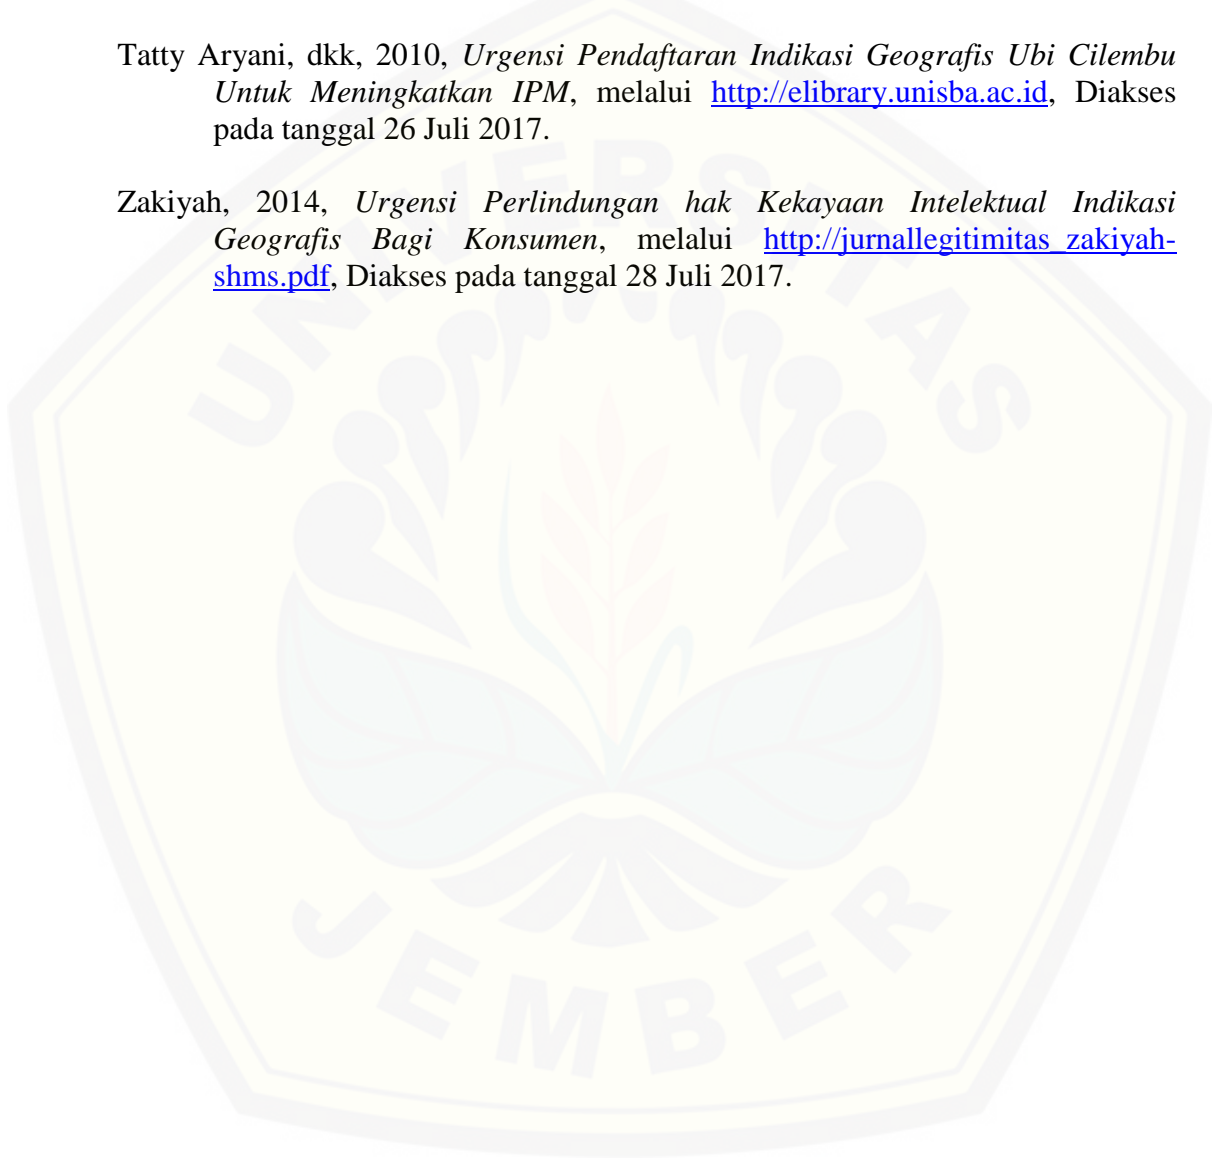 Tatty Aryani, dkk, 2010, Urgensi Pendaftaran Indikasi Geografis Ubi Cilembu
Untuk Meningkatkan IPM, melalui http://elibrary.unisba.ac.id, Diakses
pada tanggal 26 Juli 2017.
Zakiyah, 2014, Urgensi Perlindungan hak Kekayaan Intelektual Indikasi
Geografis Bagi Konsumen, melalui http://jurnallegitimitas_zakiyah-
shms.pdf, Diakses pada tanggal 28 Juli 2017.
UNIVERSITAS
JEMBER